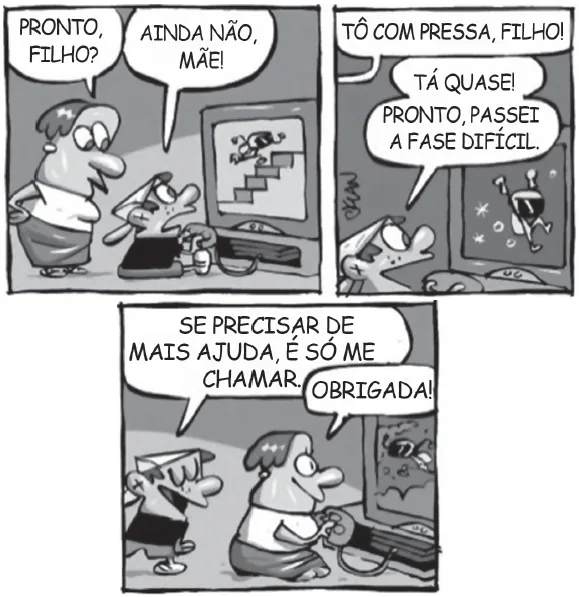 PRONTO,
FILHO?
AINDA NÃO,
MÃE!
TÔ COM PRESSA, FILHO!
TÁ QUASE!
PRONTO, PASSEI
A FASE DIFÍCIL.
SE PRECISAR DE
MAIS AJUDA, É SÓ ME
CHAMAR.
OBRIGADA!